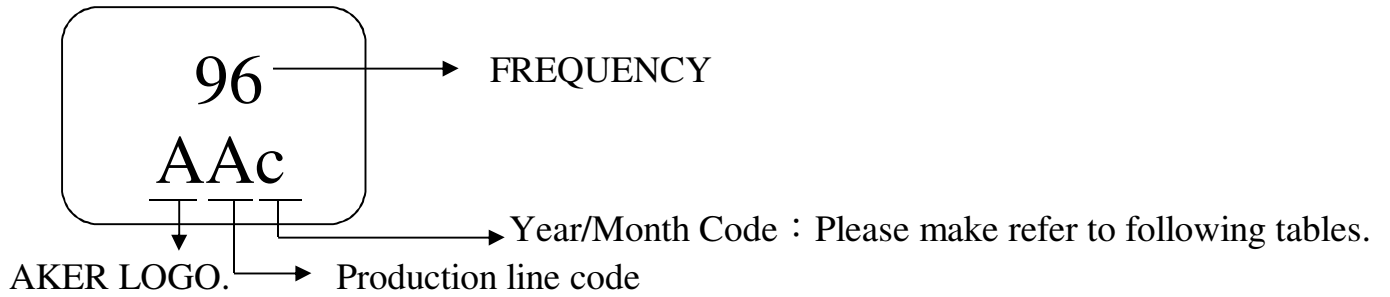 96 FREQUENCY
AAc
Year/Month Code：Please make refer to following tables.
AKER LOGO. Production line code